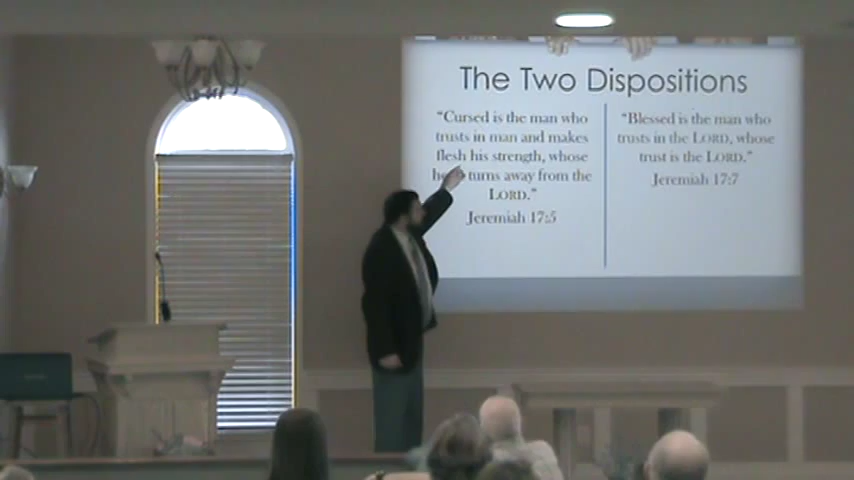 The Two Dispositions
"Cursed is the man who
trusts in man and makes
flesh his strength, whose
turns away from the
LORD."
Jeremiah 17:5
"Blessed is the man who
trusts in the LORD, whose
trust is the LORD."
Jeremiah 17:7